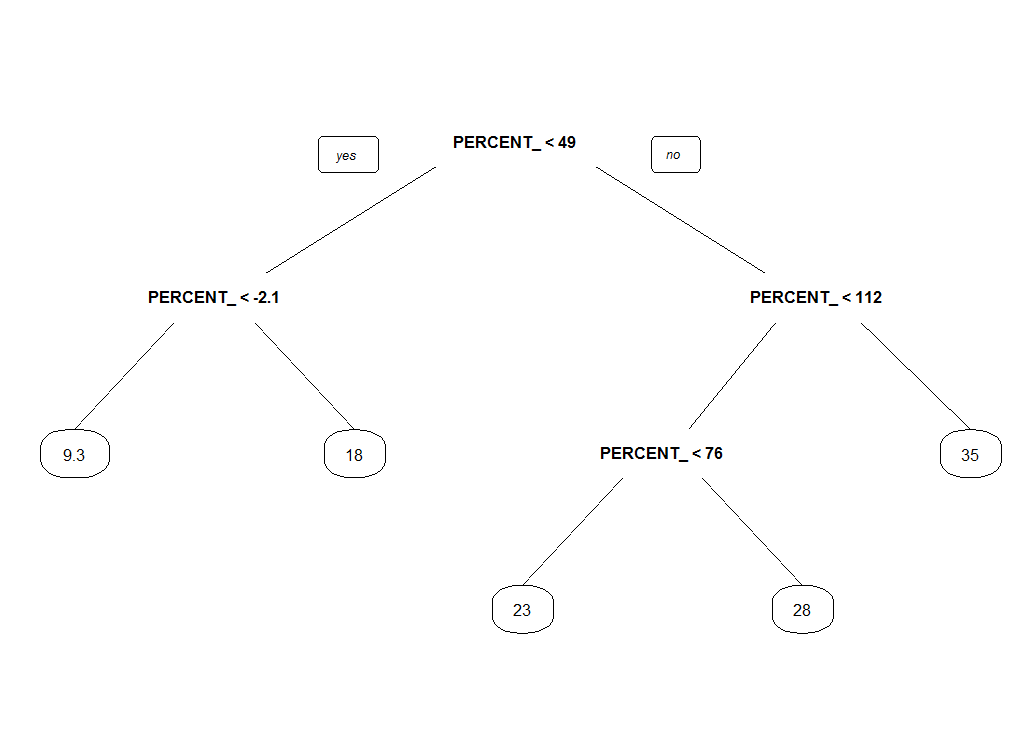 PERCENT_ < 49
yes
no
PERCENT_ < -2.1
PERCENT_ < 112
9.3
18
PERCENT_ < 76
35
23
28